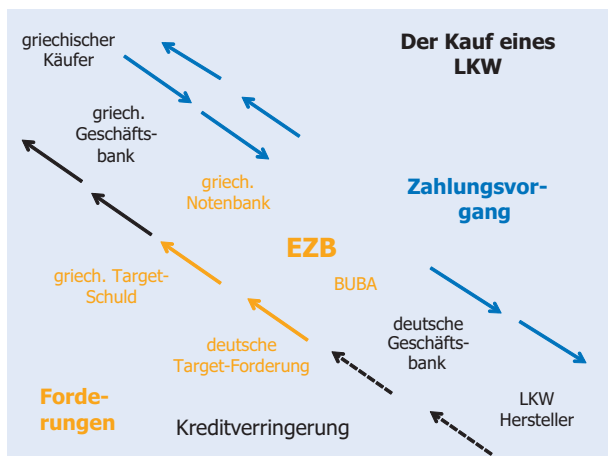 griechischer
Käufer
Der Kauf eines
LKW
griech.
Geschäfts-
bank
griech.
Notenbank
Zahlungsvor-
gang
EZB
griech. Target-
Schuld
BUBA
deutsche
Target-Forderung
deutsche
Geschäfts-
bank
Forde-
rungen
Kreditverringerung
LKW
Hersteller